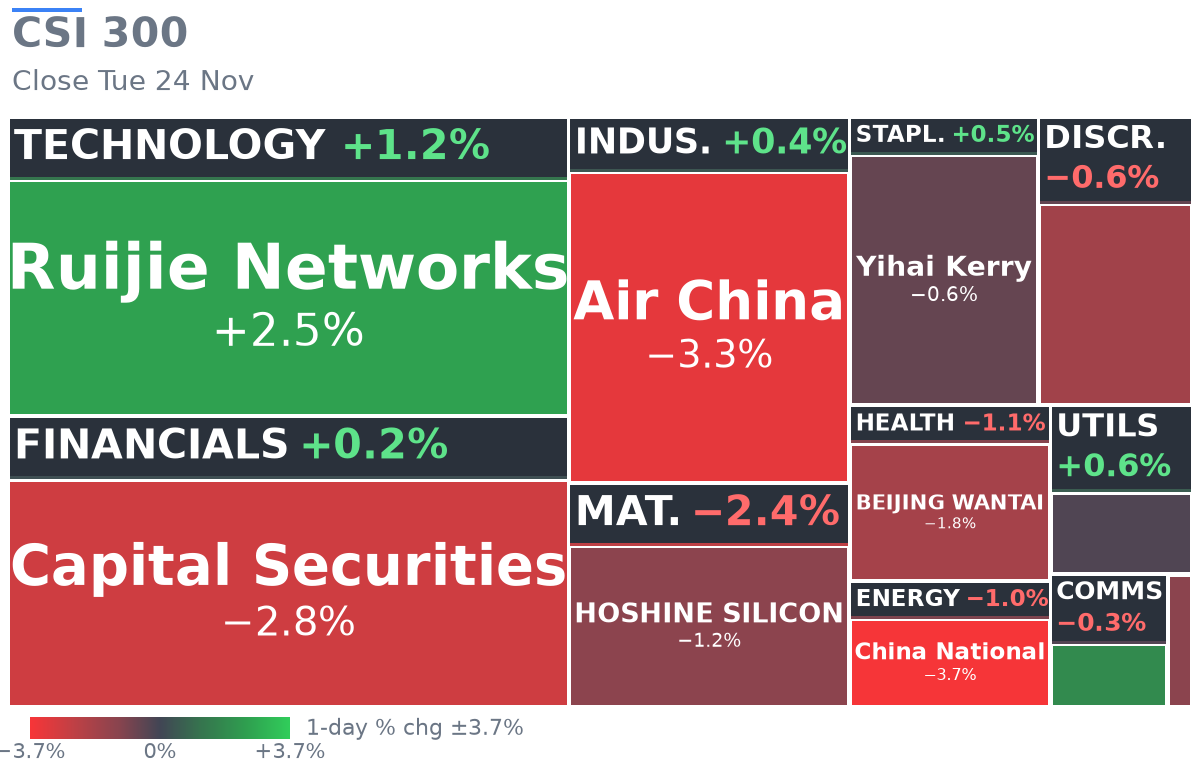 CSI 300
Close Tue 24 Nov
TECHNOLOGY +1.2%
Ruijie Networks
+2.5%
FINANCIALS +0.2%
Capital Securities
−2.8%
INDUS. +0.4%
Air China
−3.3%
MAT. −2.4%
HOSHINE SILICON
−1.2%
STAPL. +0.5%
Yihai Kerry
−0.6%
DISCR.
−0.6%
HEALTH −1.1%
BEIJING WANTAI
−1.8%
UTILS
+0.6%
ENERGY −1.0%
China National
−3.7%
COMMS
−0.3%
1-day % chg ±3.7%
−3.7% 0% +3.7%